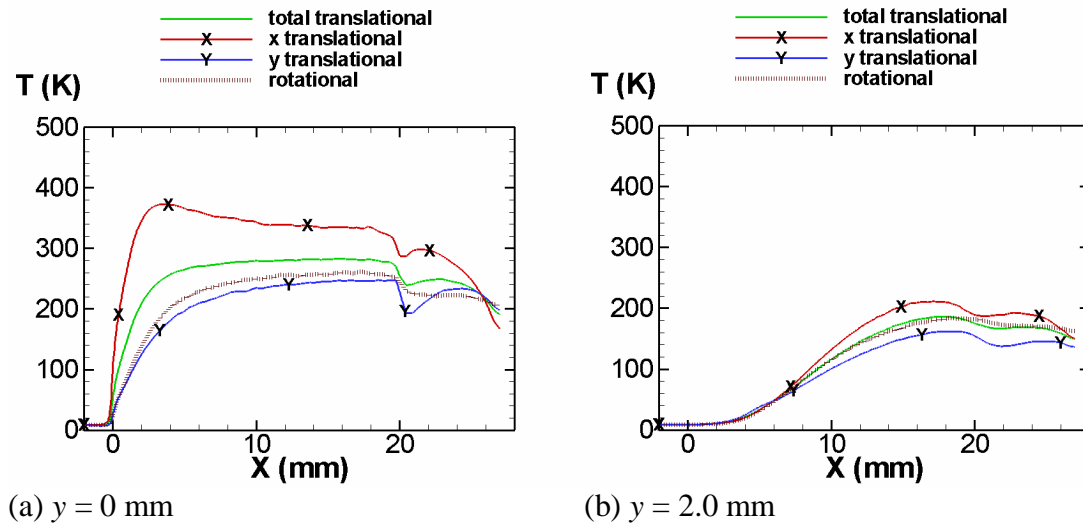 total translational
X x translational
Y y translational
rotational
T (K)
500
400
300
200
100
0
X
X
X
X
X
Y
Y
Y
0
10
20
X (mm)
(a) y = 0 mm
total translational
X x translational
Y y translational
rotational
T (K)
500
400
300
200
100
0
X
X
X
X
Y
Y
Y
0
10
20
X (mm)
(b) y = 2.0 mm